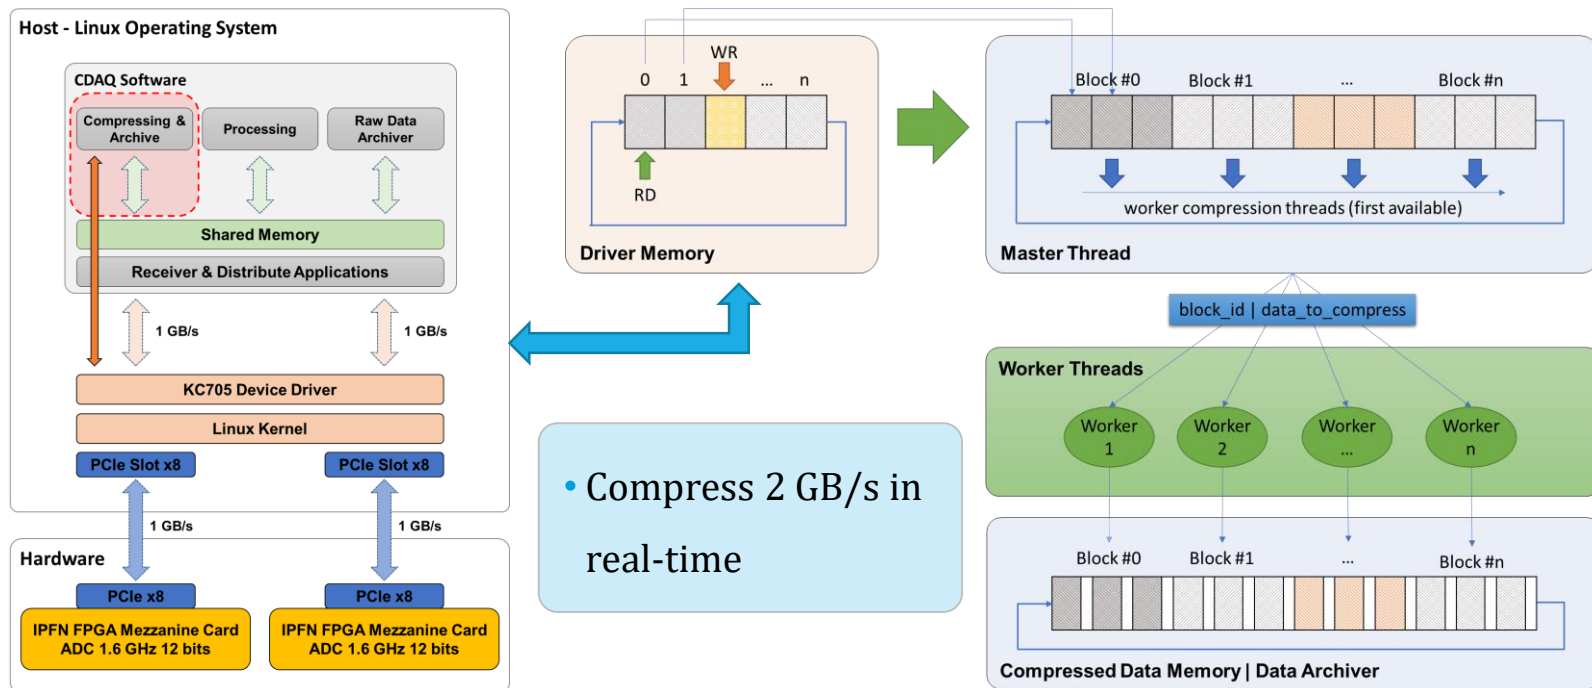 Host - Linux Operating System
CDAQ Software
Compressing &
Archive
Processing
Raw Data
Archiver
Shared Memory
Receiver & Distribute Applications
1 GB/s
1 GB/s
KC705 Device Driver
Linux Kernel
PCIe Slot x8
PCIe Slot x8
1 GB/s
1 GB/s
Hardware
PCIe x8
PCIe x8
IPFN FPGA Mezzanine Card
ADC 1.6 GHz 12 bits
IPFN FPGA Mezzanine Card
ADC 1.6 GHz 12 bits
WR
0 1 ... n
RD
Driver Memory
• Compress 2 GB/s in
real-time
Block #0 Block #1 ... Block #n
worker compression threads (first available)
Master Thread
block_id | data_to_compress
Worker Threads
Worker
1
Worker
2
Worker
...
Worker
n
Block #0 Block #1 ... Block #n
Compressed Data Memory | Data Archiver